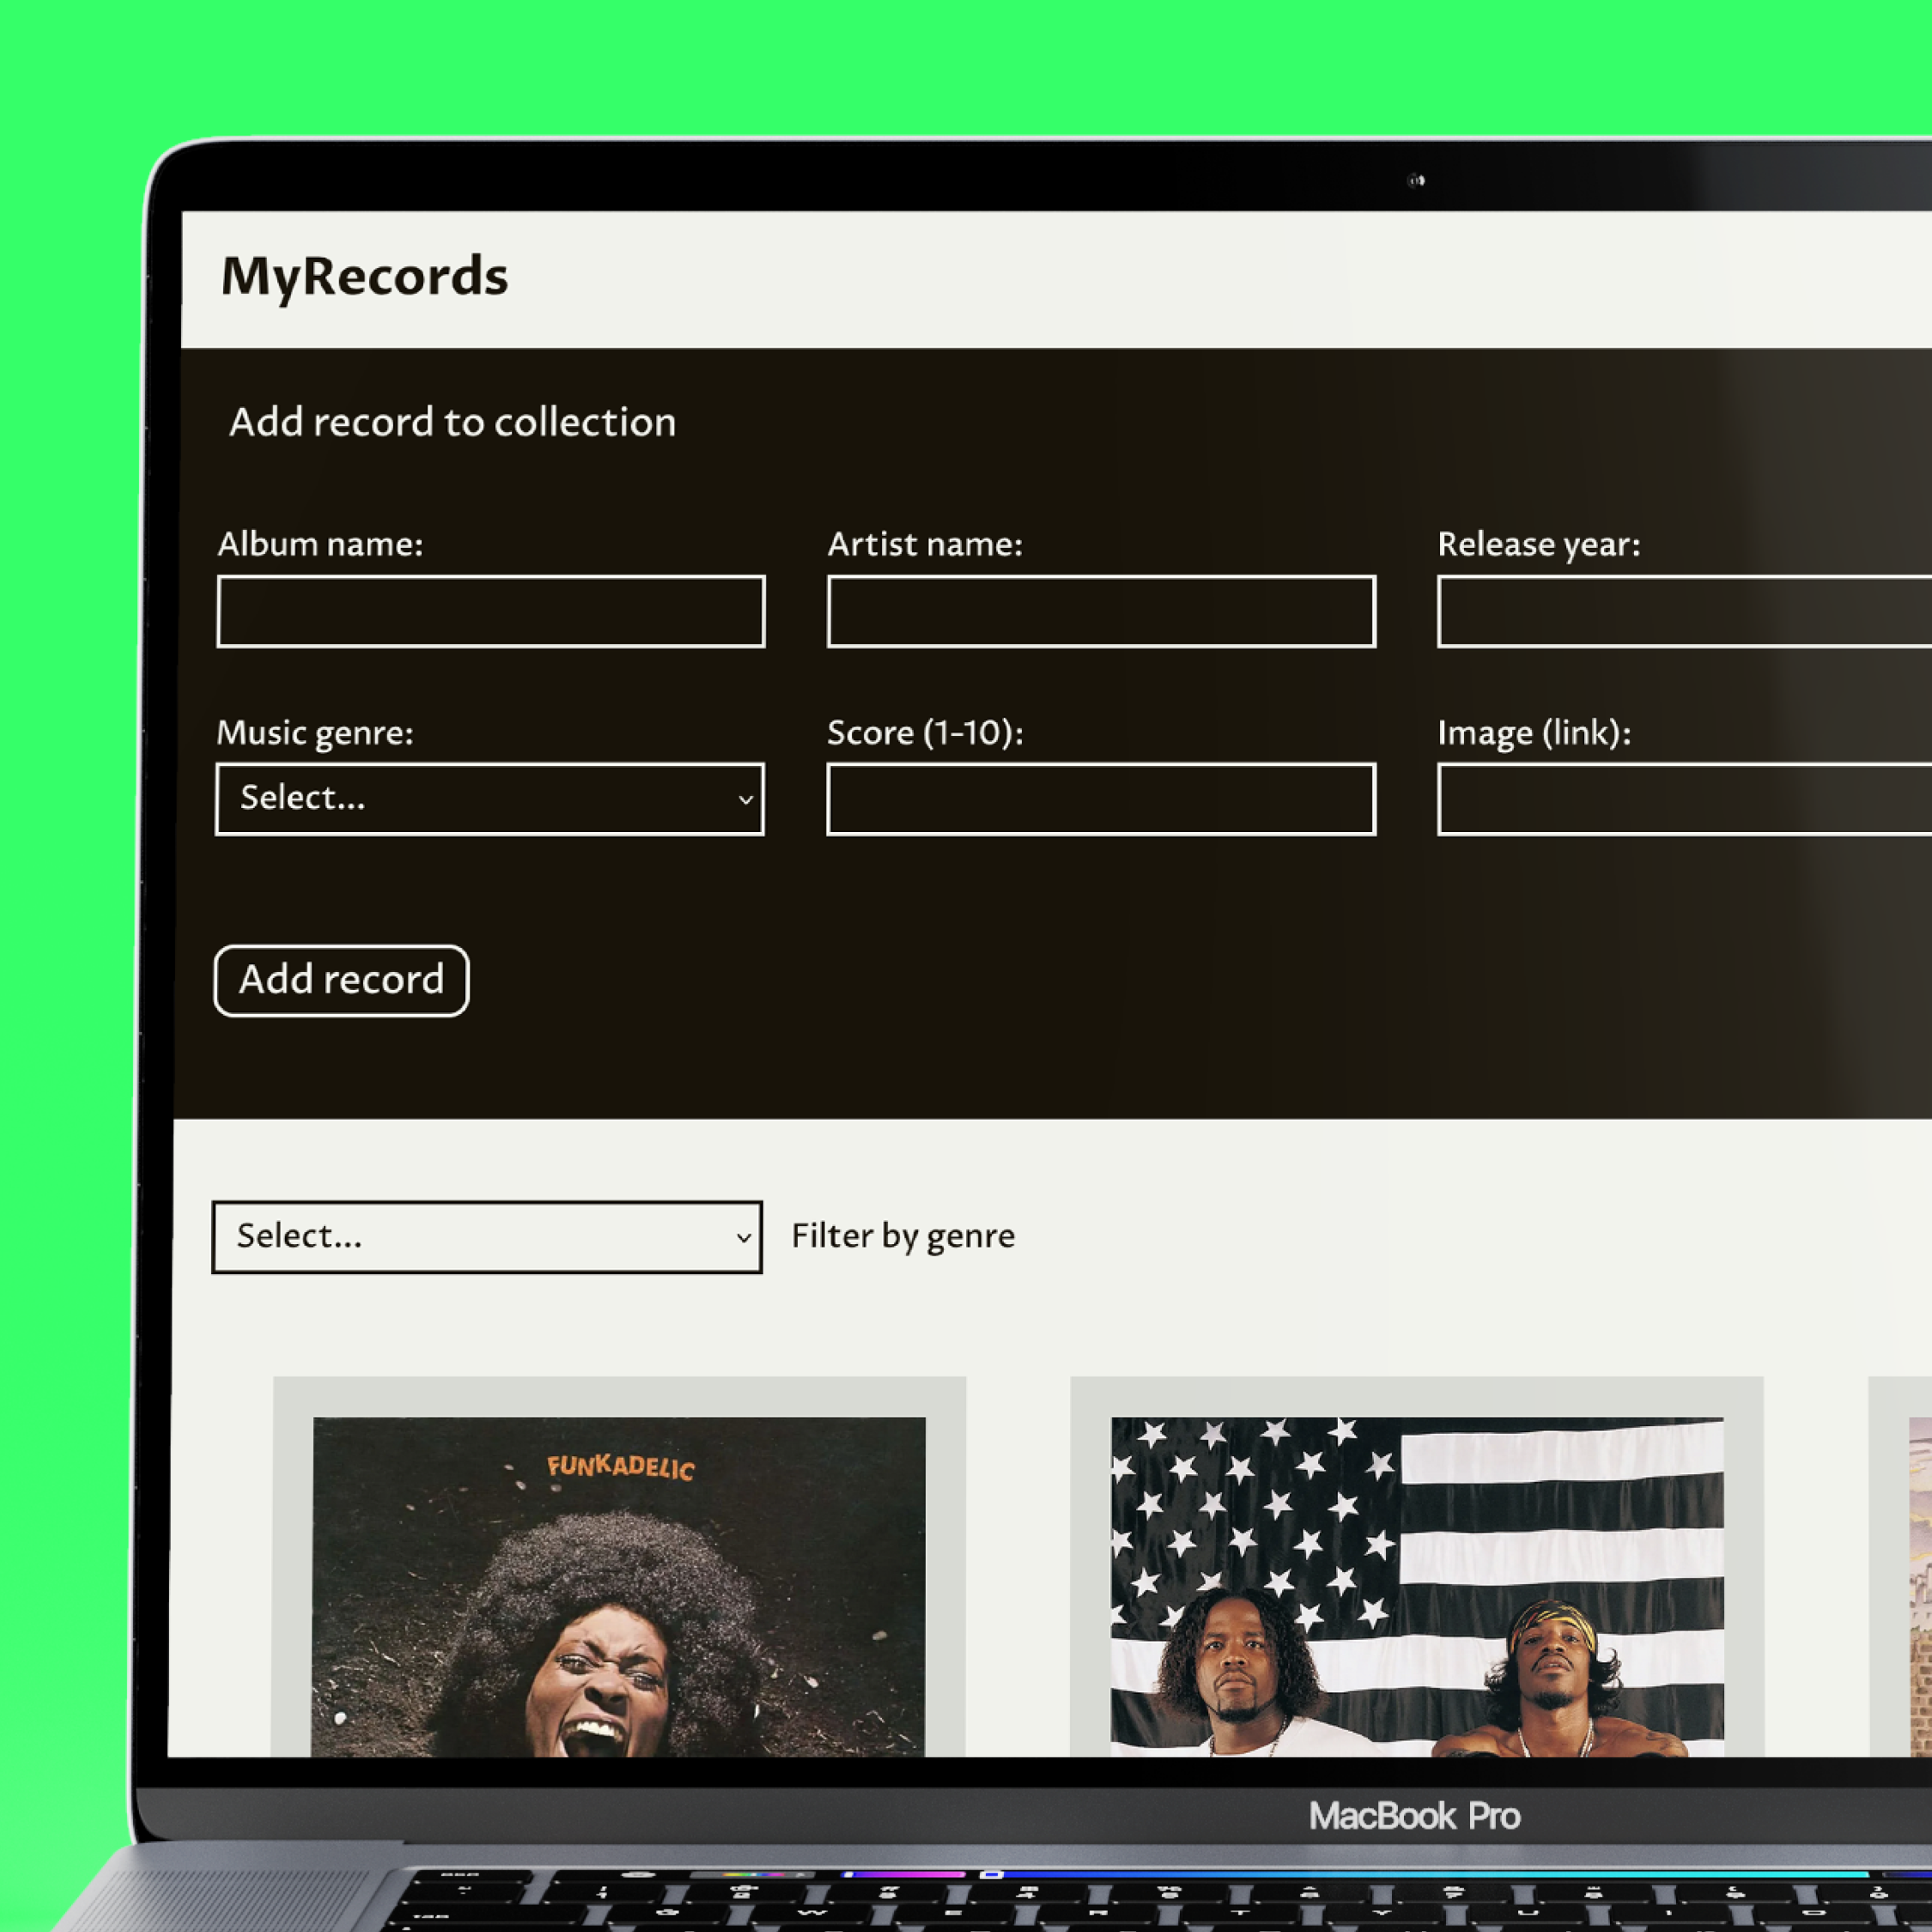 MyRecords
Add record to collection
Album name:
Artist name:
Release year:
Music genre:
Score (1-10):
Image (link):
Select...
Add record
Select...
Filter by genre
FUNKADELIC
MacBook Pro
W E R T Y U I O